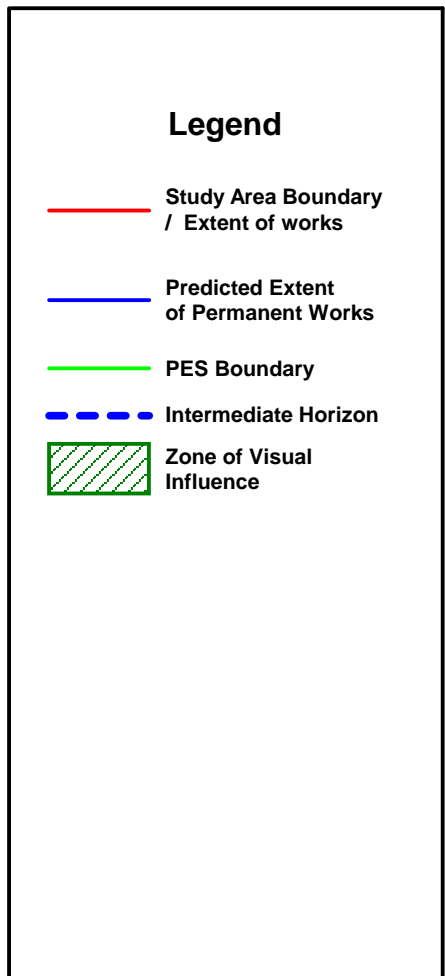 Legend
Study Area Boundary
/ Extent of works
Predicted Extent
of Permanent Works
PES Boundary
Intermediate Horizon
Zone of Visual
Influence